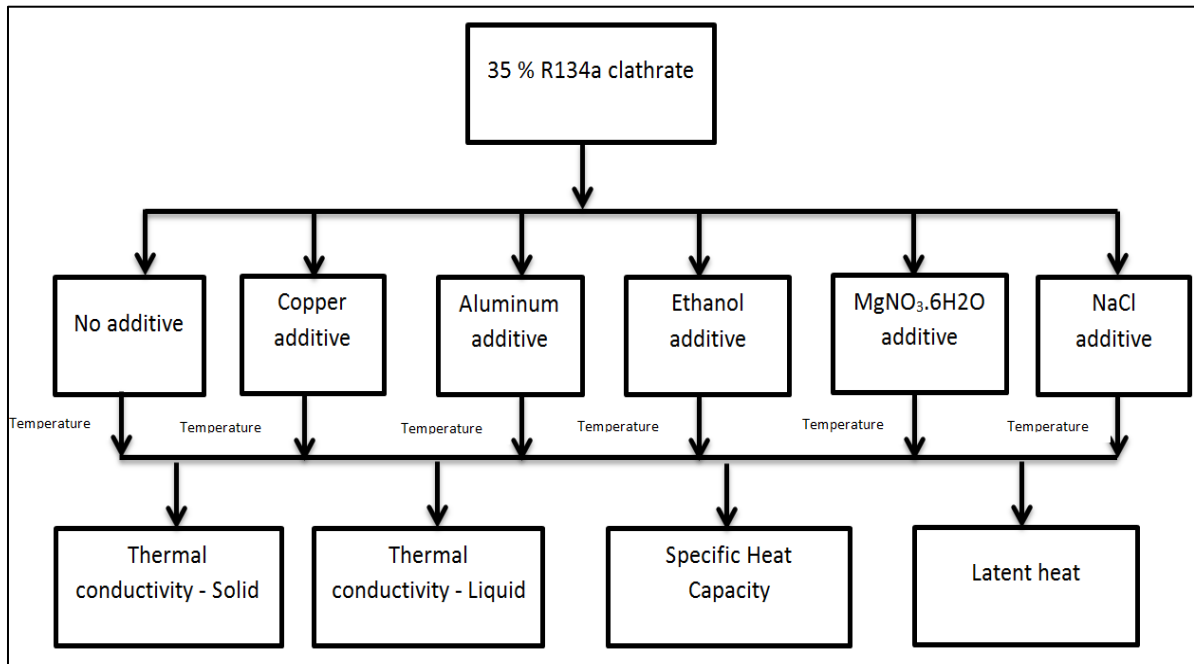 35 % R134a clathrate
No additive
Copper
additive
Aluminum
additive
Ethanol
additive
MgNO₃.6H2O
additive
NaCl
additive
Temperature
Temperature
Temperature
Temperature
Temperature
Temperature
Thermal
conductivity - Solid
Thermal
conductivity - Liquid
Specific Heat
Capacity
Latent heat